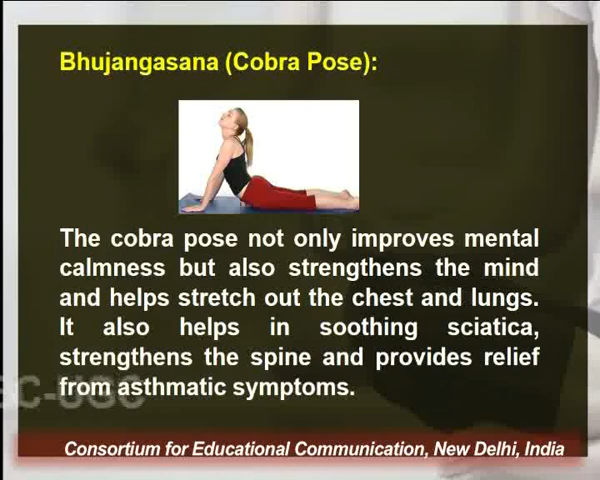 Bhujangasana (Cobra Pose):
The cobra pose not only improves mental
calmness but also strengthens the mind
and helps stretch out the chest and lungs.
It also helps in soothing sciatica,
strengthens the spine and provides relief
from asthmatic symptoms.
EC-UGC
Consortium for Educational Communication, New Delhi, India